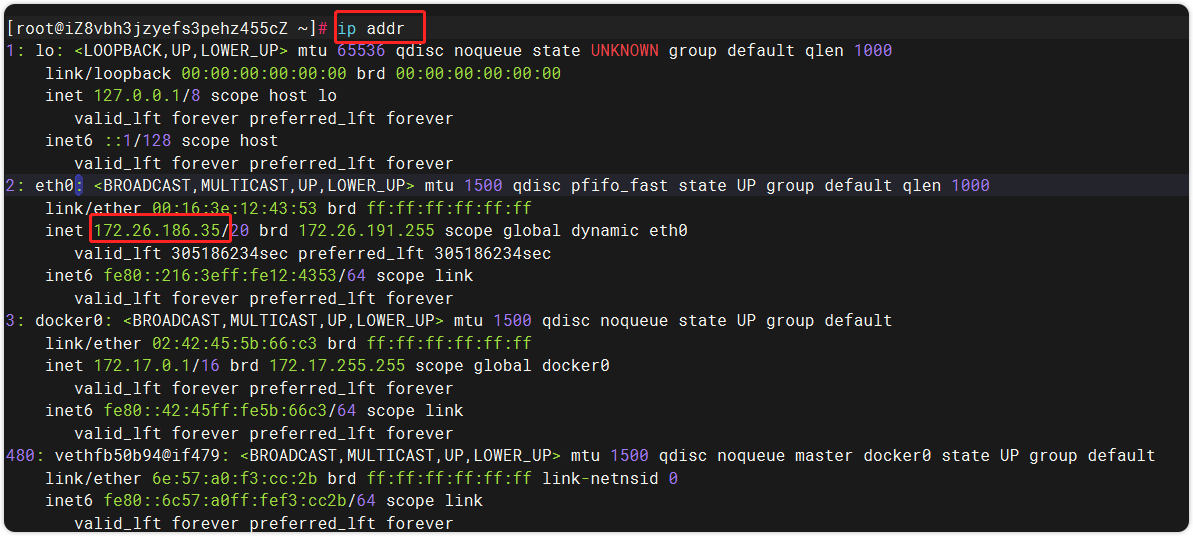 [root@iZ8vbh3jzyefs3pehz455cZ ~]# ip addr
1: lo: <LOOPBACK,UP,LOWER_UP> mtu 65536 qdisc noqueue state UNKNOWN group default qlen 1000
    link/loopback 00:00:00:00:00:00 brd 00:00:00:00:00:00
    inet 127.0.0.1/8 scope host lo
       valid_lft forever preferred_lft forever
    inet6 ::1/128 scope host
       valid_lft forever preferred_lft forever
2: eth0: <BROADCAST,MULTICAST,UP,LOWER_UP> mtu 1500 qdisc pfifo_fast state UP group default qlen 1000
    link/ether 00:16:3e:12:43:53 brd ff:ff:ff:ff:ff:ff
    inet 172.26.186.35/20 brd 172.26.191.255 scope global dynamic eth0
       valid_lft 305186234sec preferred_lft 305186234sec
    inet6 fe80::216:3eff:fe12:4353/64 scope link
       valid_lft forever preferred_lft forever
3: docker0: <BROADCAST,MULTICAST,UP,LOWER_UP> mtu 1500 qdisc noqueue state UP group default
    link/ether 02:42:45:5b:66:c3 brd ff:ff:ff:ff:ff:ff
    inet 172.17.0.1/16 brd 172.17.255.255 scope global docker0
       valid_lft forever preferred_lft forever
    inet6 fe80::42:45ff:fe5b:66c3/64 scope link
       valid_lft forever preferred_lft forever
480: vethfb50b94@if479: <BROADCAST,MULTICAST,UP,LOWER_UP> mtu 1500 qdisc noqueue master docker0 state UP group default
    link/ether 6e:57:a0:f3:cc:2b brd ff:ff:ff:ff:ff:ff link-netnsid 0
    inet6 fe80::6c57:a0ff:fef3:cc2b/64 scope link
       valid_lft forever preferred_lft forever